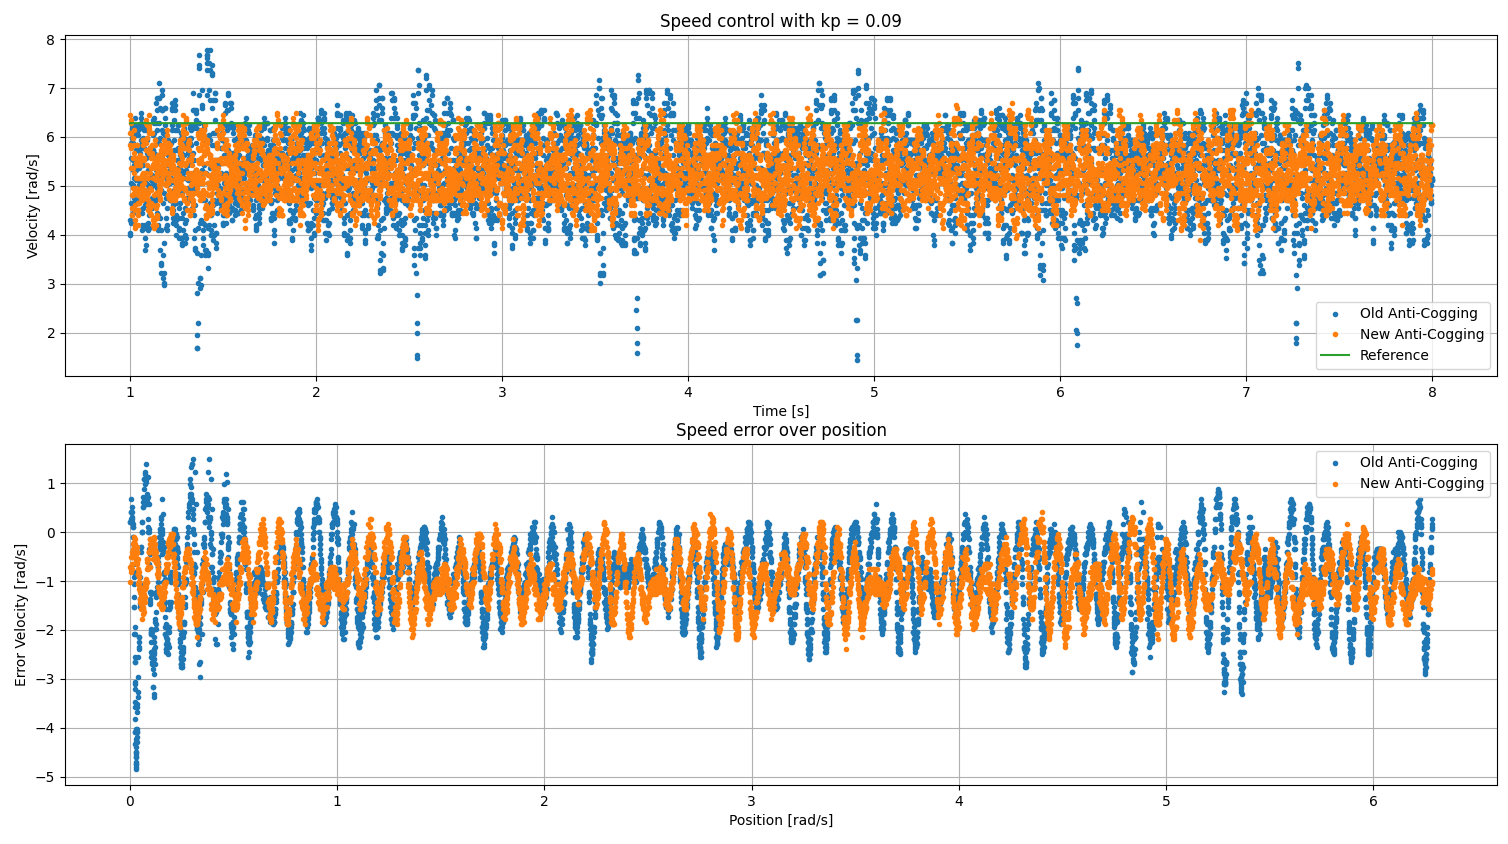 Speed control with kp = 0.09
8
7
6
5
4
3
2
Velocity [rad/s]
Old Anti-Cogging
New Anti-Cogging
Reference
1 2 3 4 5 6 7 8
Time [s]
Speed error over position
1
0
−1
−2
−3
−4
−5
Error Velocity [rad/s]
Old Anti-Cogging
New Anti-Cogging
0 1 2 3 4 5 6
Position [rad/s]